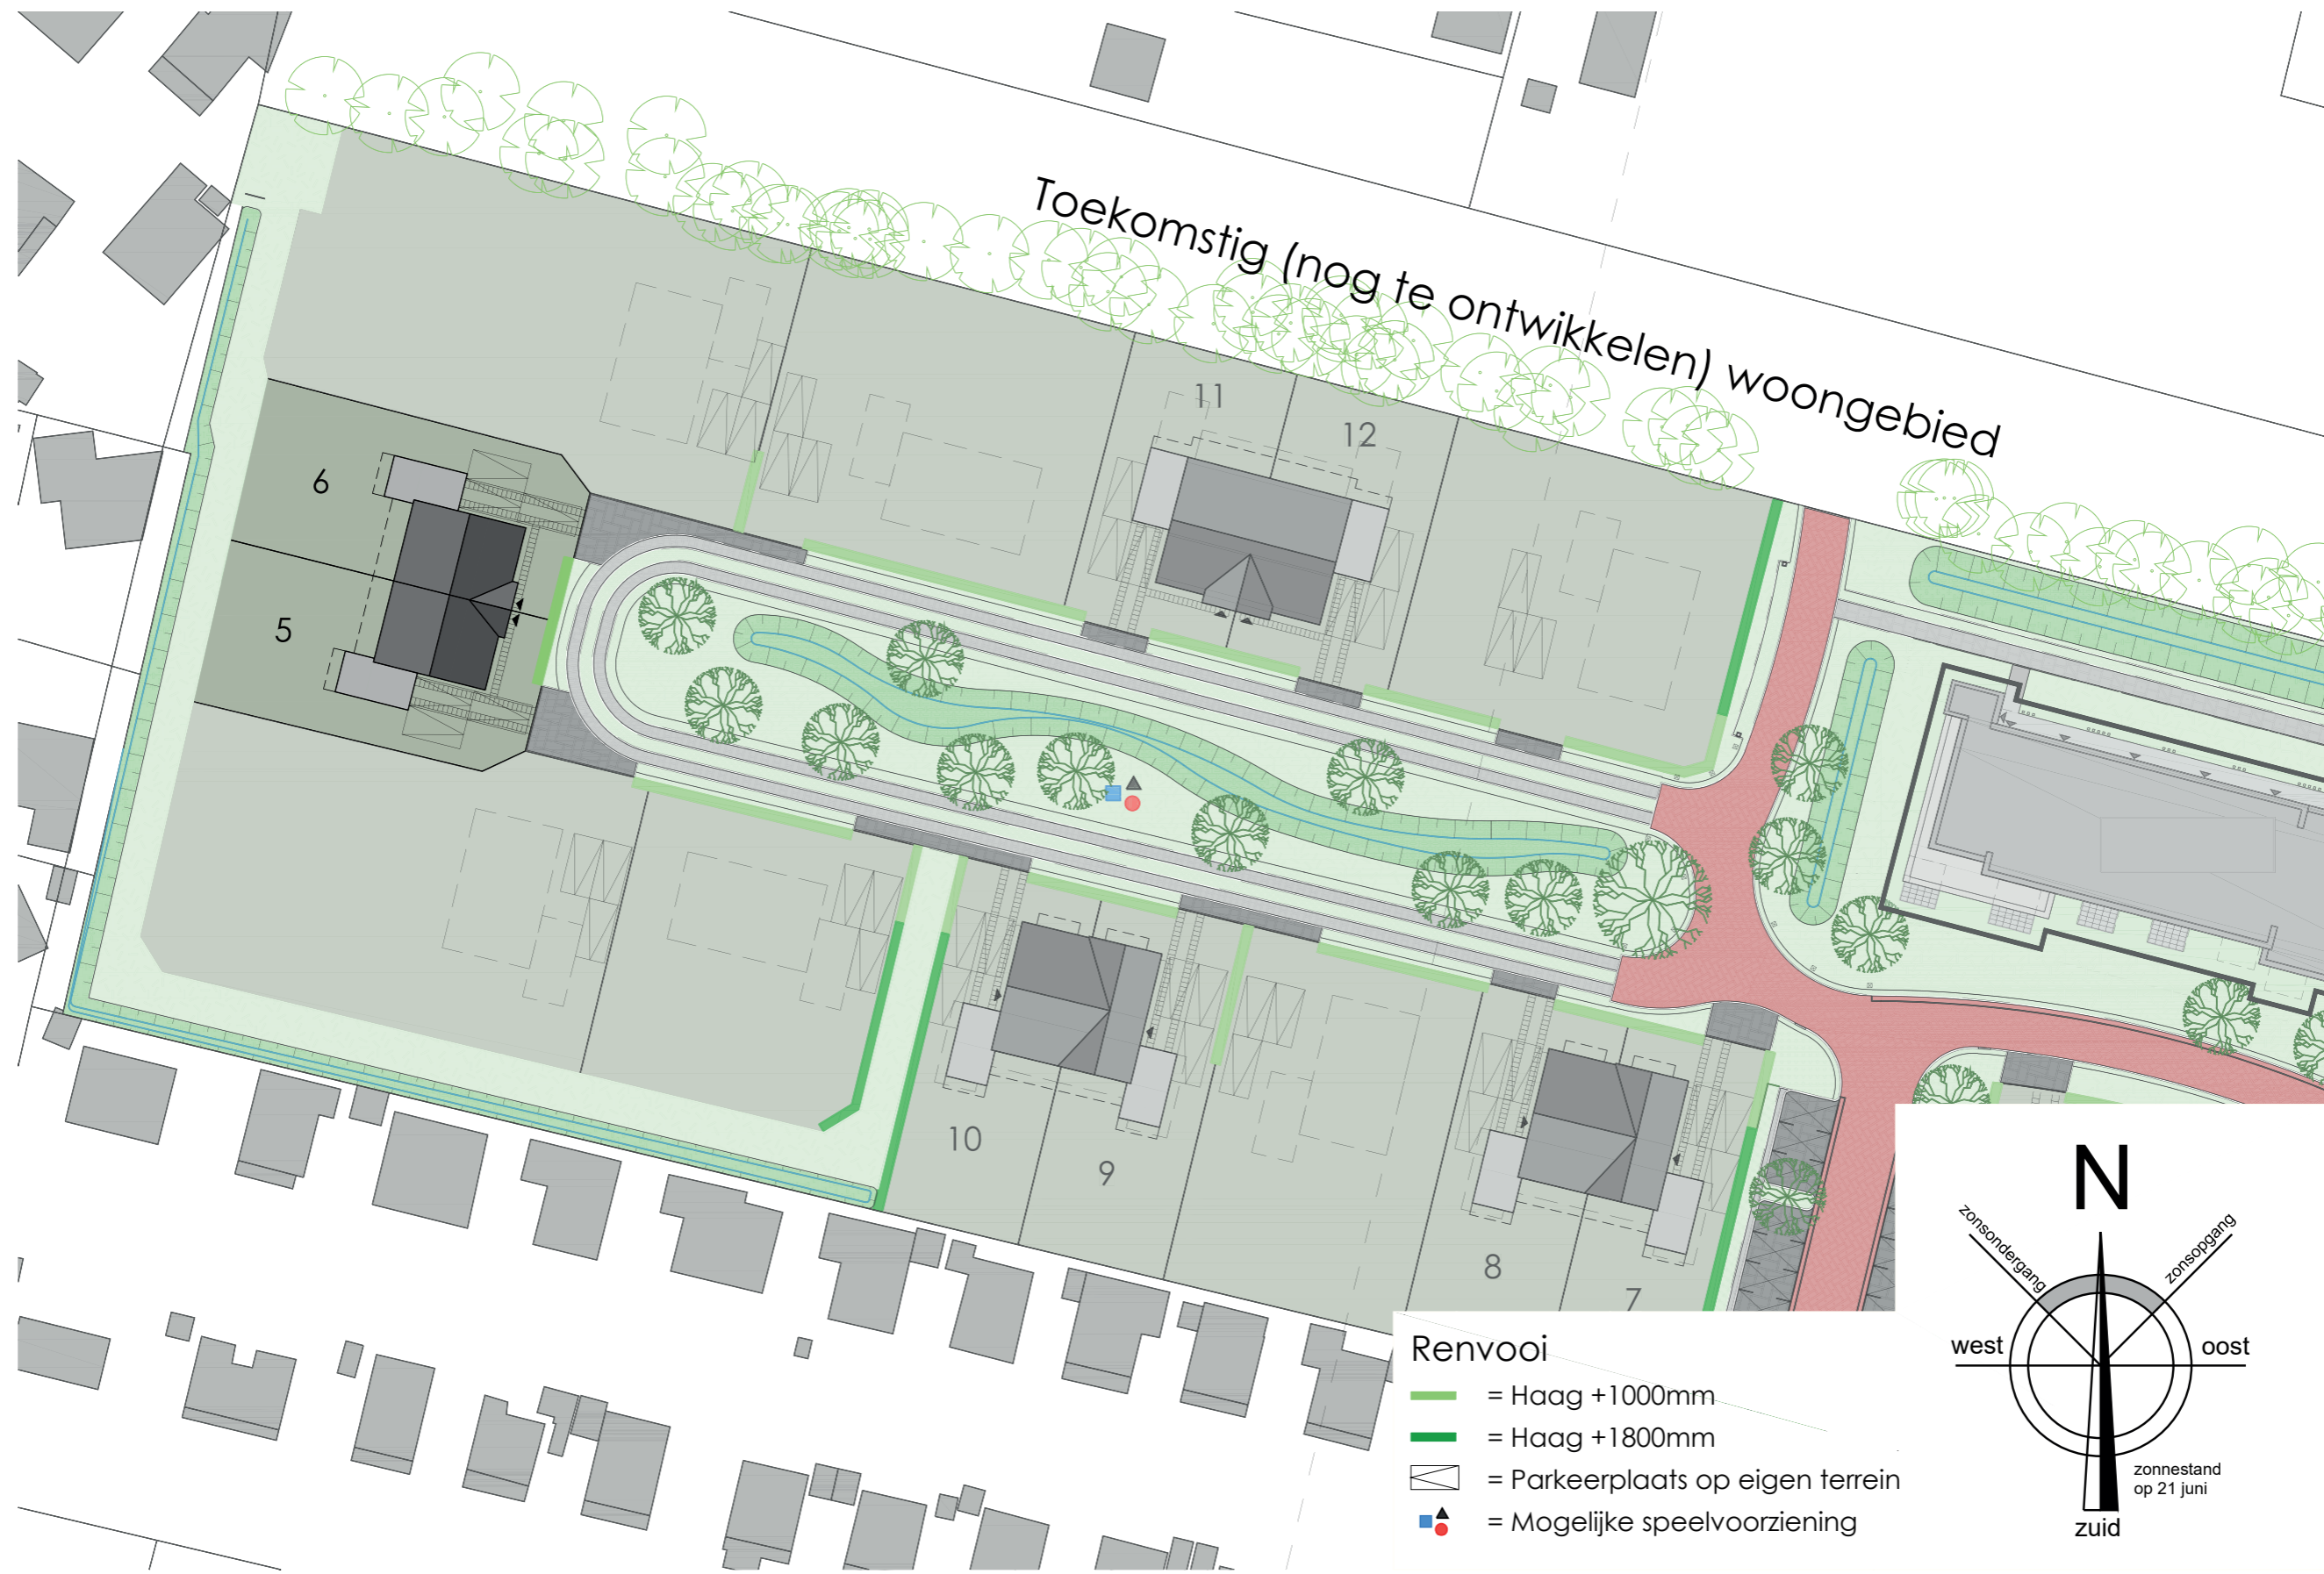 Toekomstig (nog te ontwikkelen) woongebied
11
12
6
5
10
9
8
7
Renvooi
= Haag +1000mm
= Haag +1800mm
= Parkeerplaats op eigen terrein
= Mogelijke speelvoorziening
N
zonsondergang
zonsopgang
west
oost
zonnestand
op 21 juni
zuid